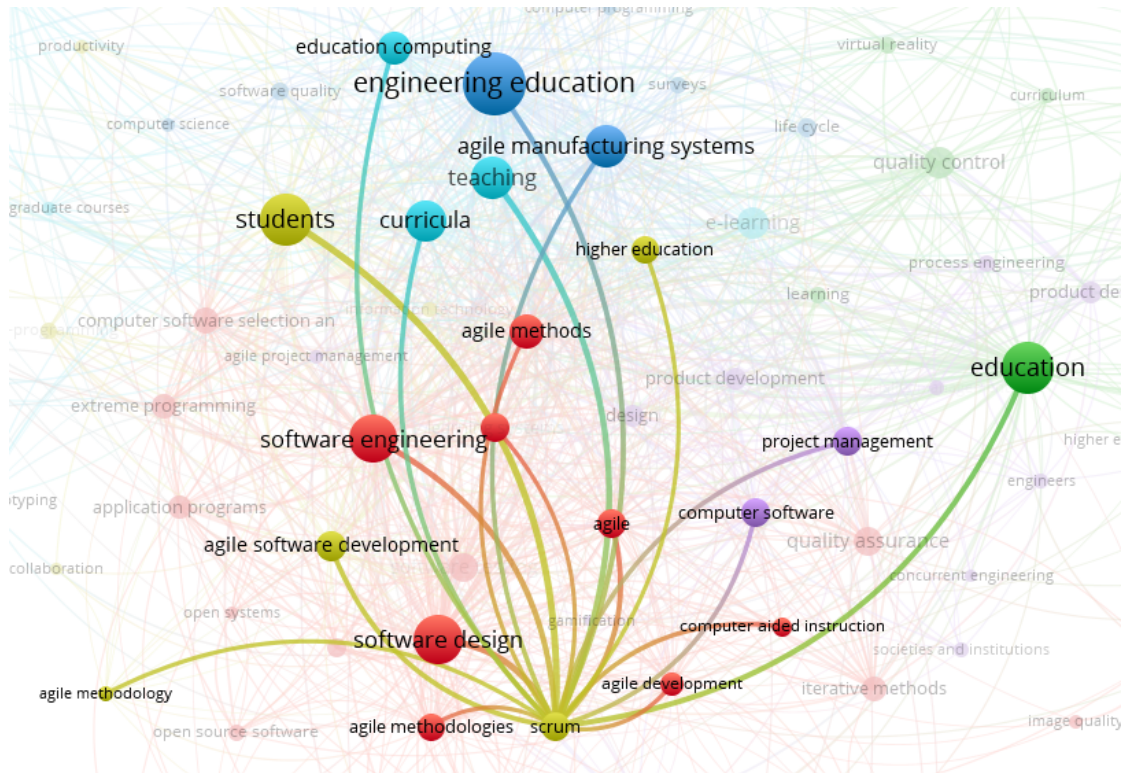 computer programming
productivity
education computing
virtual reality
engineering education
software quality
surveys
curriculum
computer science
life cycle
agile manufacturing systems
quality control
teaching
graduate courses
students
curricula
e-learning
higher education
process engineering
learning
product de
information technology
computer software selection an
agile methods
agile project management
education
product development
extreme programming
design
software engineering
project management
higher e
engineers
otyping
application programs
computer software
agile
agile software development
quality assurance
collaboration
concurrent engineering
open systems
gamification
computer aided instruction
societies and institutions
agile methodology
agile development
iterative methods
software design
agile methodologies
scrum
open source software
image quality